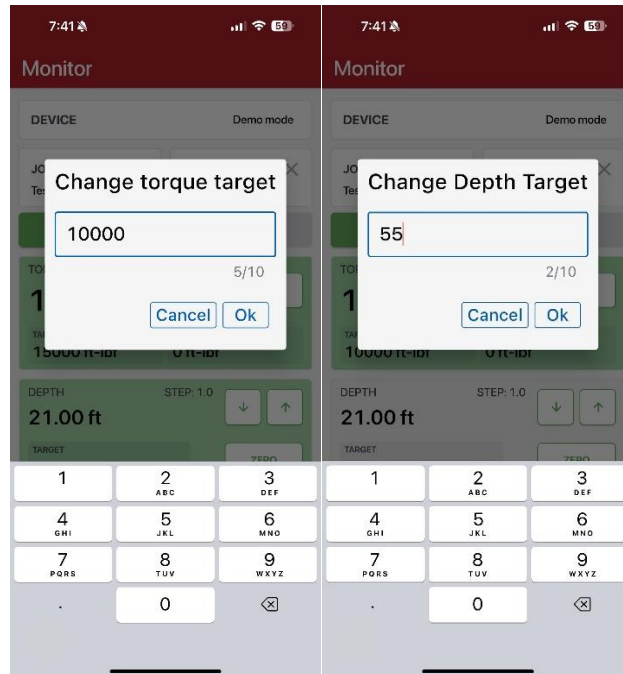 7:41
59
Monitor
DEVICE
Demo mode
Change torque target
10000
5/10
Cancel
Ok
15000 ft-lbf
0 ft-lbf
DEPTH
STEP: 1.0
21.00 ft
TARGET
ZERO
1
2
ABC
3
DEF
4
GHI
5
JKL
6
MNO
7
PQRS
8
TUV
9
WXYZ
.
0
7:41
59
Monitor
DEVICE
Demo mode
Change Depth Target
55
2/10
Cancel
Ok
10000 ft-lbf
0 ft-lbf
DEPTH
STEP: 1.0
21.00 ft
TARGET
ZERO
1
2
ABC
3
DEF
4
GHI
5
JKL
6
MNO
7
PQRS
8
TUV
9
WXYZ
.
0